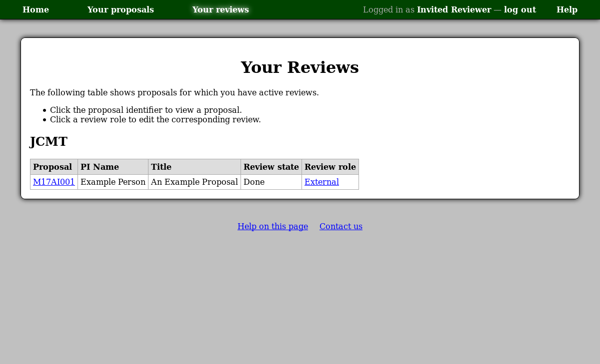 Home Your proposals Your reviews Logged in as Invited Reviewer — log out Help
Your Reviews
The following table shows proposals for which you have active reviews.
• Click the proposal identifier to view a proposal.
• Click a review role to edit the corresponding review.
JCMT
Proposal PI Name Title Review state Review role
M17AI001 Example Person An Example Proposal Done External
Help on this page Contact us